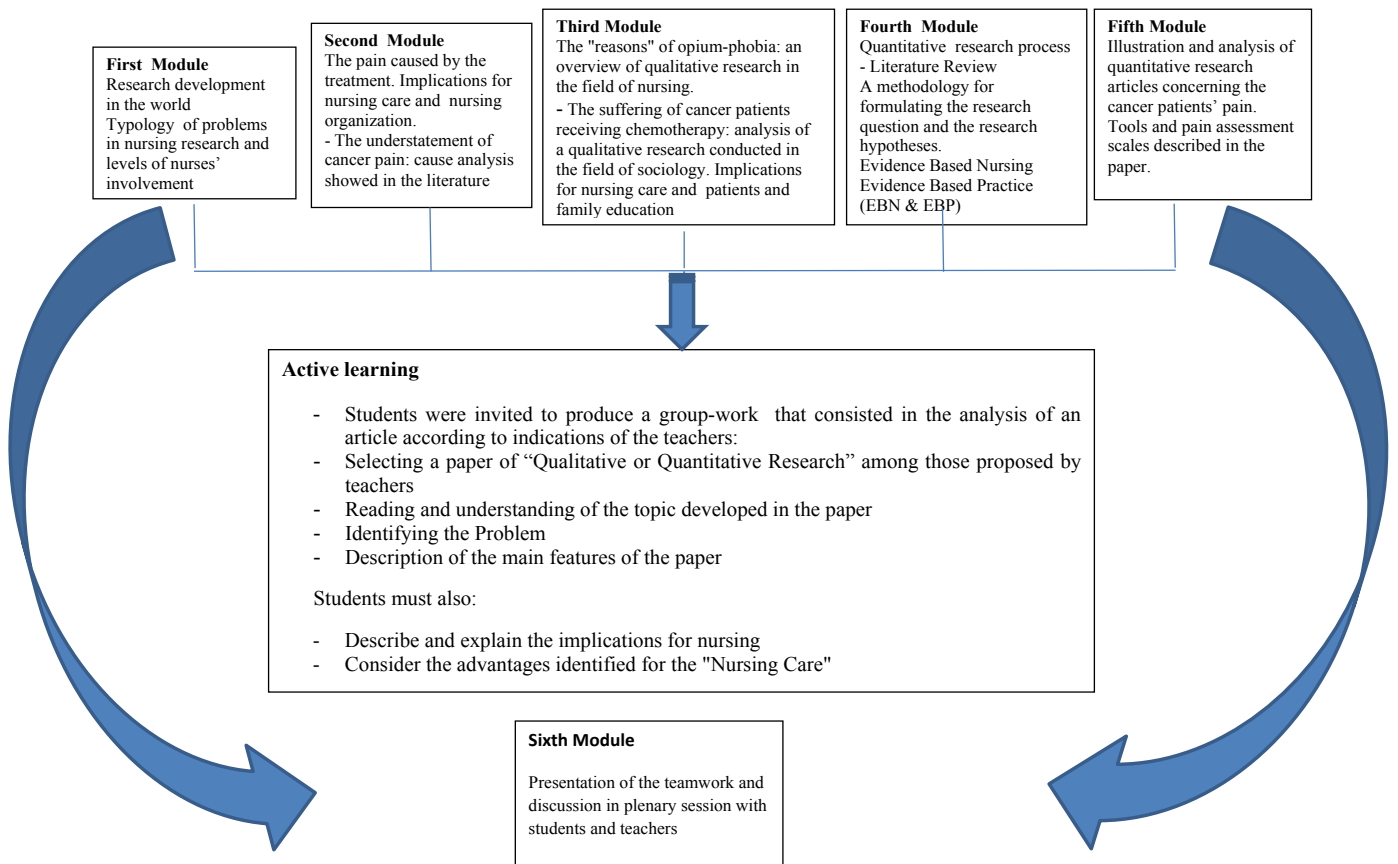 First Module
Research development
in the world
Typology of problems
in nursing research and
levels of nurses’
involvement
Second Module
The pain caused by the
treatment. Implications for
nursing care and nursing
organization.
- The understatement of
cancer pain: cause analysis
showed in the literature
Third Module
The "reasons" of opium-phobia: an
overview of qualitative research in
the field of nursing.
- The suffering of cancer patients
receiving chemotherapy: analysis of
a qualitative research conducted in
the field of sociology. Implications
for nursing care and patients and
family education
Fourth Module
Quantitative research process
- Literature Review
A methodology for
formulating the research
question and the research
hypotheses.
Evidence Based Nursing
Evidence Based Practice
(EBN & EBP)
Fifth Module
Illustration and analysis of
quantitative research
articles concerning the
cancer patients’ pain.
Tools and pain assessment
scales described in the
paper.
Active learning
- Students were invited to produce a group-work that consisted in the analysis of an
article according to indications of the teachers:
- Selecting a paper of “Qualitative or Quantitative Research” among those proposed by
teachers
- Reading and understanding of the topic developed in the paper
- Identifying the Problem
- Description of the main features of the paper
Students must also:
- Describe and explain the implications for nursing
- Consider the advantages identified for the "Nursing Care"
Sixth Module
Presentation of the teamwork and
discussion in plenary session with
students and teachers